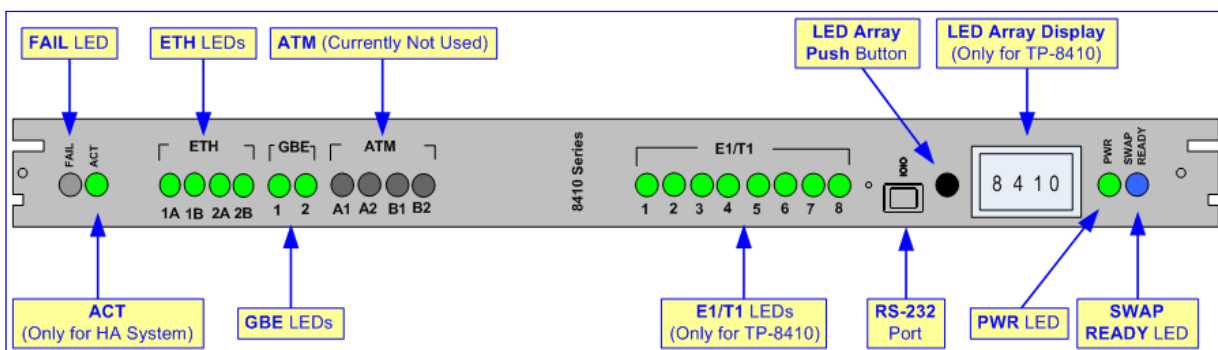 FAIL LED
ETH LEDs
ATM (Currently Not Used)
LED Array
Push Button
LED Array Display
(Only for TP-8410)
FAIL
ACT
ETH
GBE
ATM
8410 Series
E1/T1
IOIO
8 4 1 0
PWR
SWAP
READY
1A 1B 2A 2B
1 2
A1 A2 B1 B2
1 2 3 4 5 6 7 8
ACT
(Only for HA System)
GBE LEDs
E1/T1 LEDs
(Only for TP-8410)
RS-232
Port
PWR LED
SWAP
READY LED